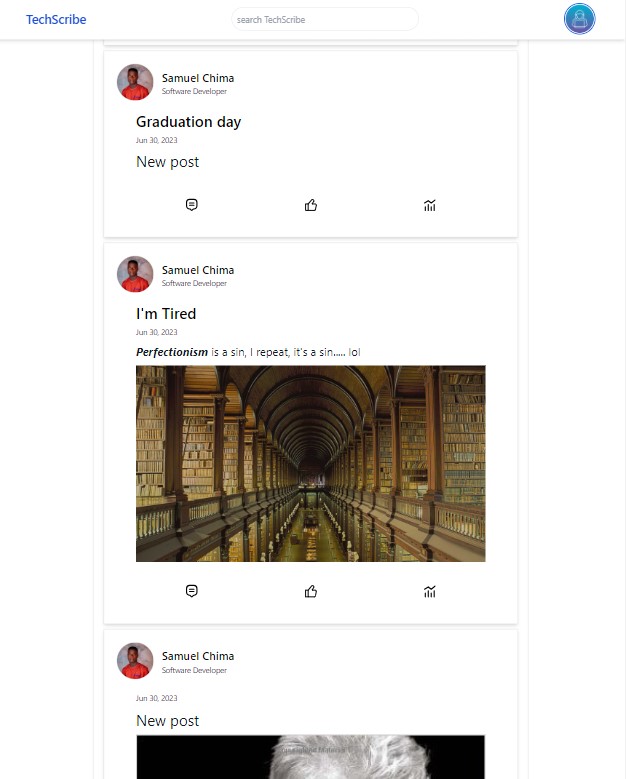 TechScribe
search TechScribe
Samuel Chima
Software Developer
Graduation day
Jun 30, 2023
New post
Samuel Chima
Software Developer
I'm Tired
Jun 30, 2023
Perfectionism is a sin, I repeat, it's a sin..... lol
Samuel Chima
Software Developer
Jun 30, 2023
New post